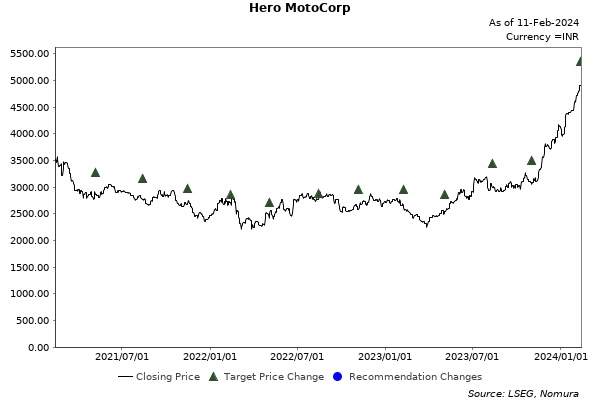 Hero MotoCorp
As of 11-Feb-2024
Currency =INR
5500.00
5000.00
4500.00
4000.00
3500.00
3000.00
2500.00
2000.00
1500.00
1000.00
500.00
0.00
2021/07/01 2022/01/01 2022/07/01 2023/01/01 2023/07/01 2024/01/01
Closing Price Target Price Change Recommendation Changes
Source: LSEG, Nomura